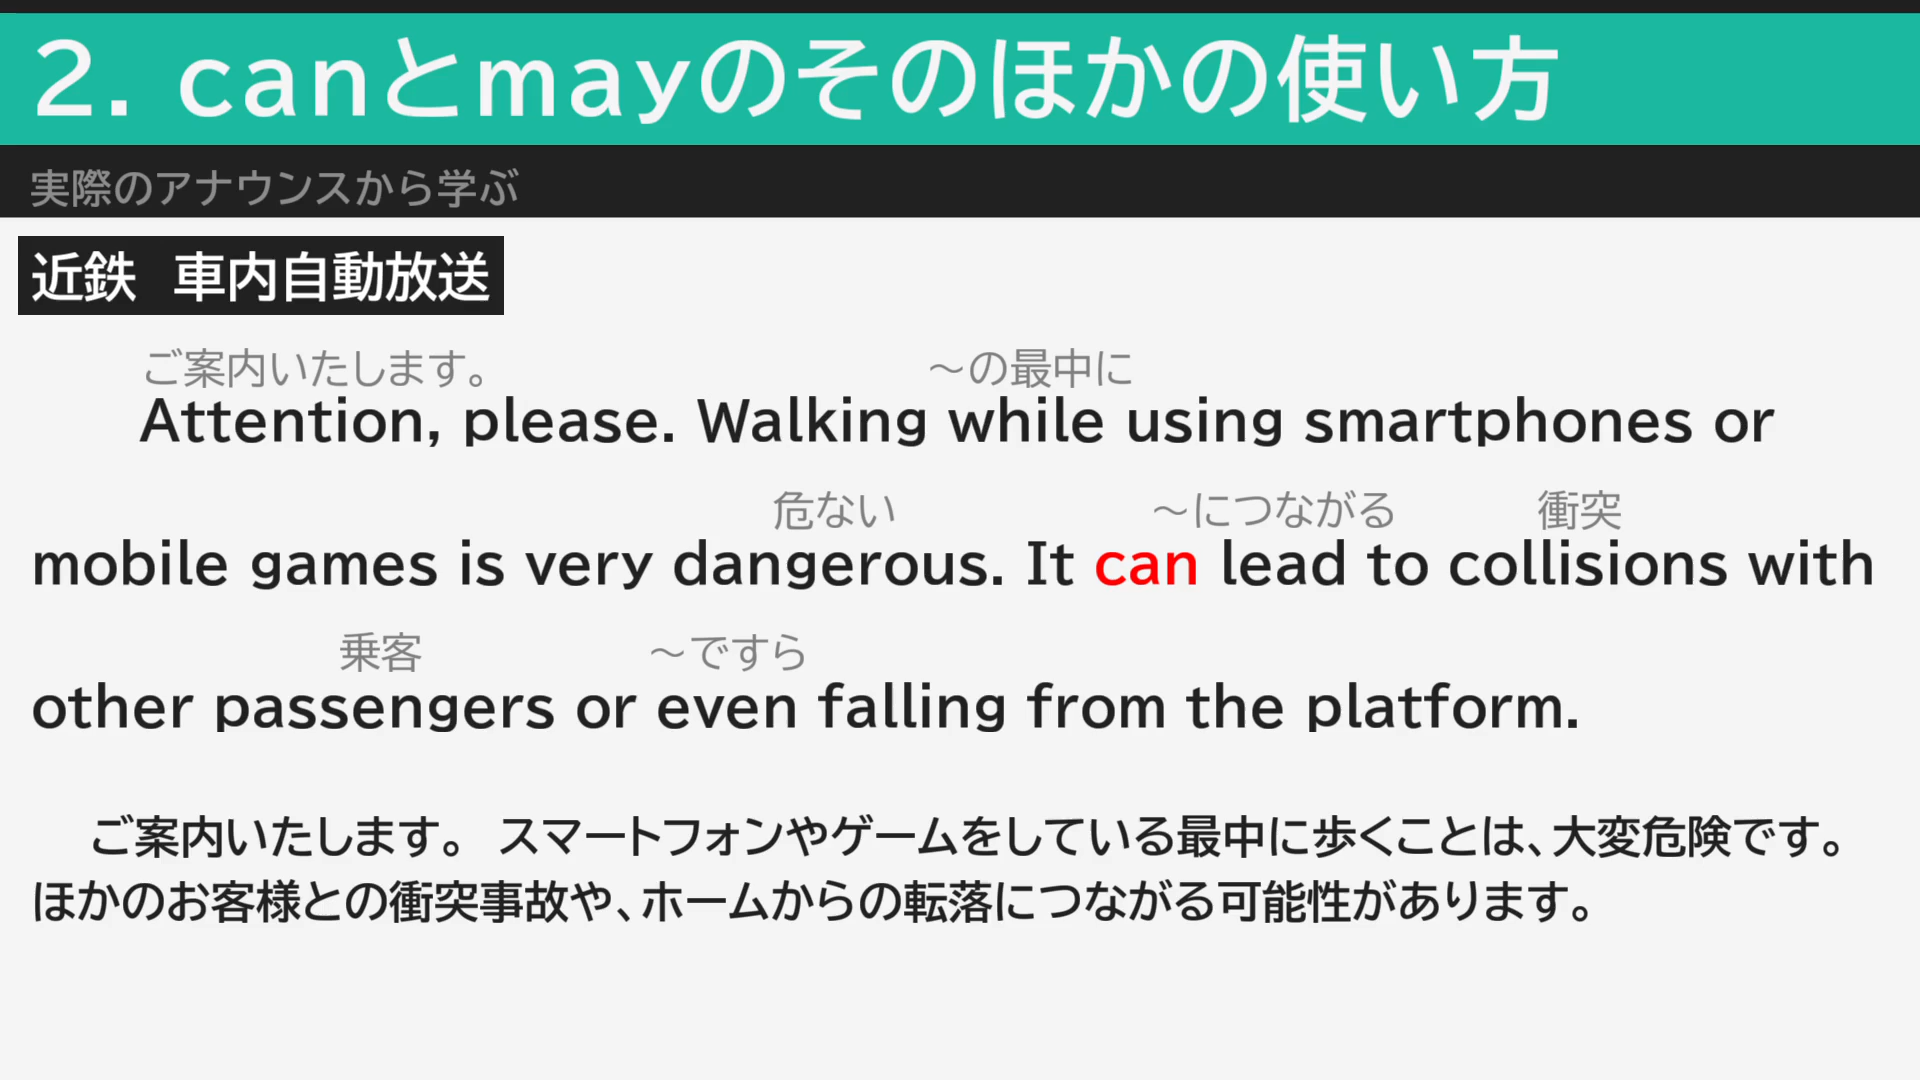 2. canとmayのそのほかの使い方
実際のアナウンスから学ぶ
近鉄 車内自動放送
ご案内いたします。 ～の最中に
Attention, please. Walking while using smartphones or
危ない ～につながる 衝突
mobile games is very dangerous. It can lead to collisions with
乗客 ～ですら
other passengers or even falling from the platform.
ご案内いたします。 スマートフォンやゲームをしている最中に歩くことは、大変危険です。
ほかのお客様との衝突事故や、ホームからの転落につながる可能性があります。